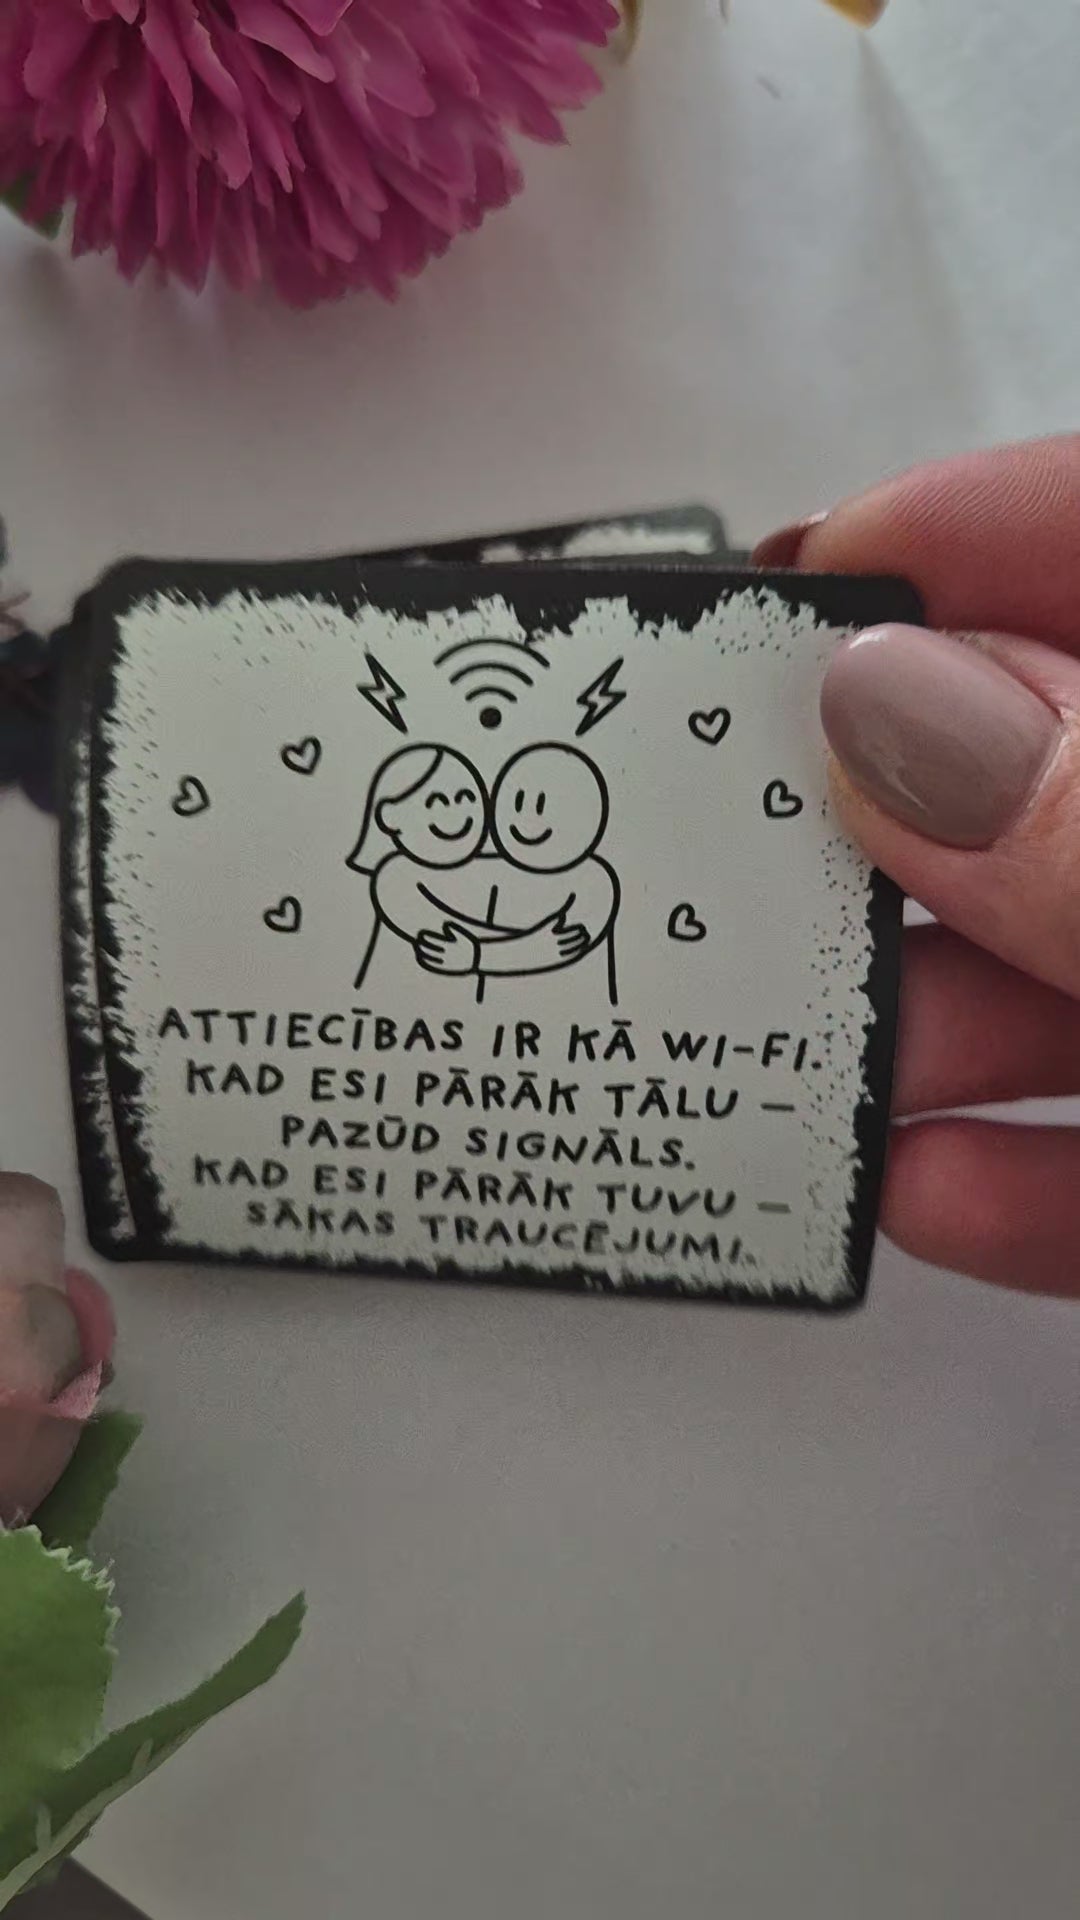 ATTIECĪBAS IR KĀ WI-FI.
KAD ESI PĀRĀK TĀLU –
PAZŪD SIGNĀLS.
KAD ESI PĀRĀK TUVU –
SĀKAS TRAUCĒJUMI.